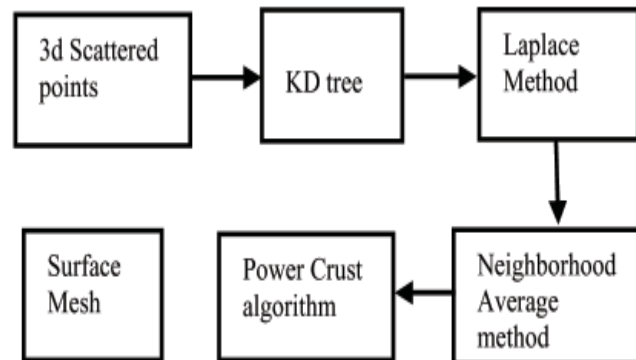 3d Scattered
points
KD tree
Laplace
Method
Surface
Mesh
Power Crust
algorithm
Neighborhood
Average
method